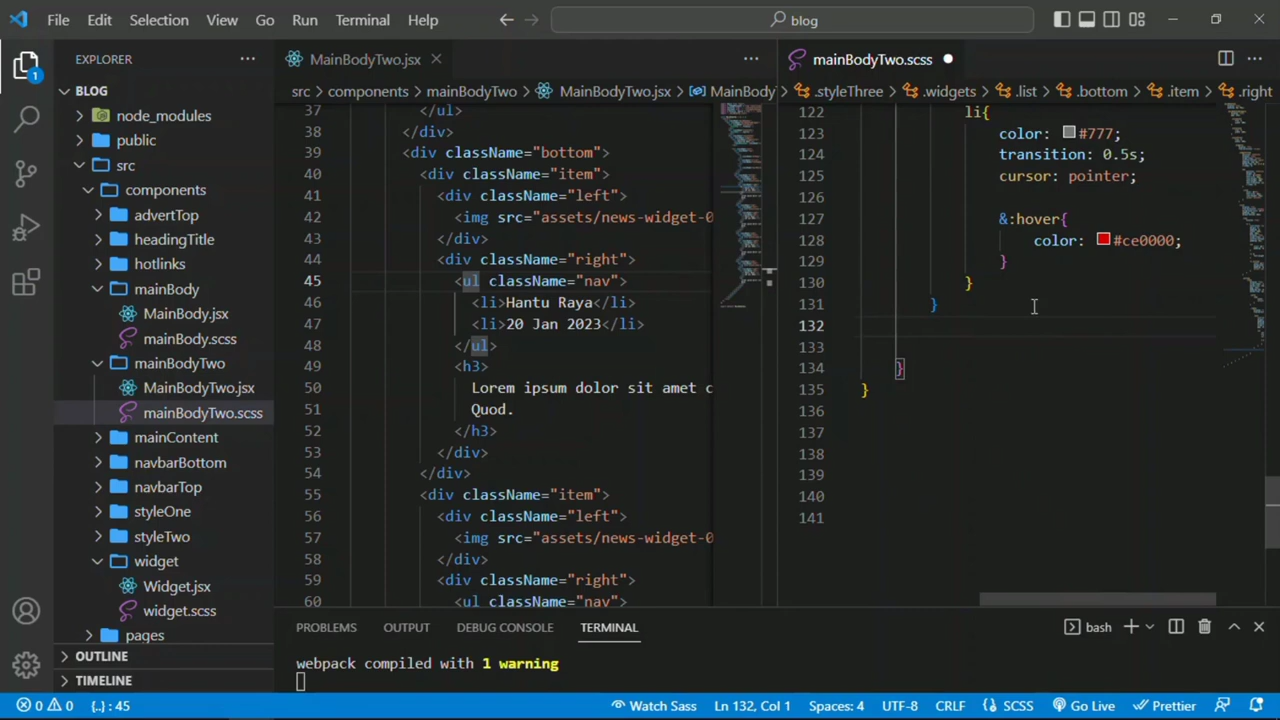 File Edit Selection View Go Run Terminal Help
blog
EXPLORER
BLOG
node_modules
public
src
components
advertTop
headingTitle
hotlinks
mainBody
MainBody.jsx
mainBody.scss
mainBodyTwo
MainBodyTwo.jsx
mainBodyTwo.scss
mainContent
navbarBottom
navbarTop
styleOne
styleTwo
widget
Widget.jsx
widget.scss
pages
OUTLINE
TIMELINE
1
MainBodyTwo.jsx
src > components > mainBodyTwo > MainBodyTwo.jsx > MainBody
37 </ul>
38 </div>
39 <div className="bottom">
40 <div className="item">
41 <div className="left">
42 <img src="assets/news-widget-0
43 </div>
44 <div className="right">
45 <ul className="nav">
46 <li>Hantu Raya</li>
47 <li>20 Jan 2023</li>
48 </ul>
49 <h3>
50 Lorem ipsum dolor sit amet c
51 Quod.
52 </h3>
53 </div>
54 </div>
55 <div className="item">
56 <div className="left">
57 <img src="assets/news-widget-0
58 </div>
59 <div className="right">
60 <ul className="nav">
mainBodyTwo.scss
.styleThree > .widgets > .list > .bottom > .item > .right
122 li{
123 color: #777;
124 transition: 0.5s;
125 cursor: pointer;
126
127 &:hover{
128 color: #ce0000;
129 }
130 }
131 }
132
133
134 }
135 }
136
137
138
139
140
141
PROBLEMS OUTPUT DEBUG CONSOLE TERMINAL
bash
webpack compiled with 1 warning
0 0 {..} : 45 Watch Sass Ln 132, Col 1 Spaces: 4 UTF-8 CRLF SCSS Go Live Prettier